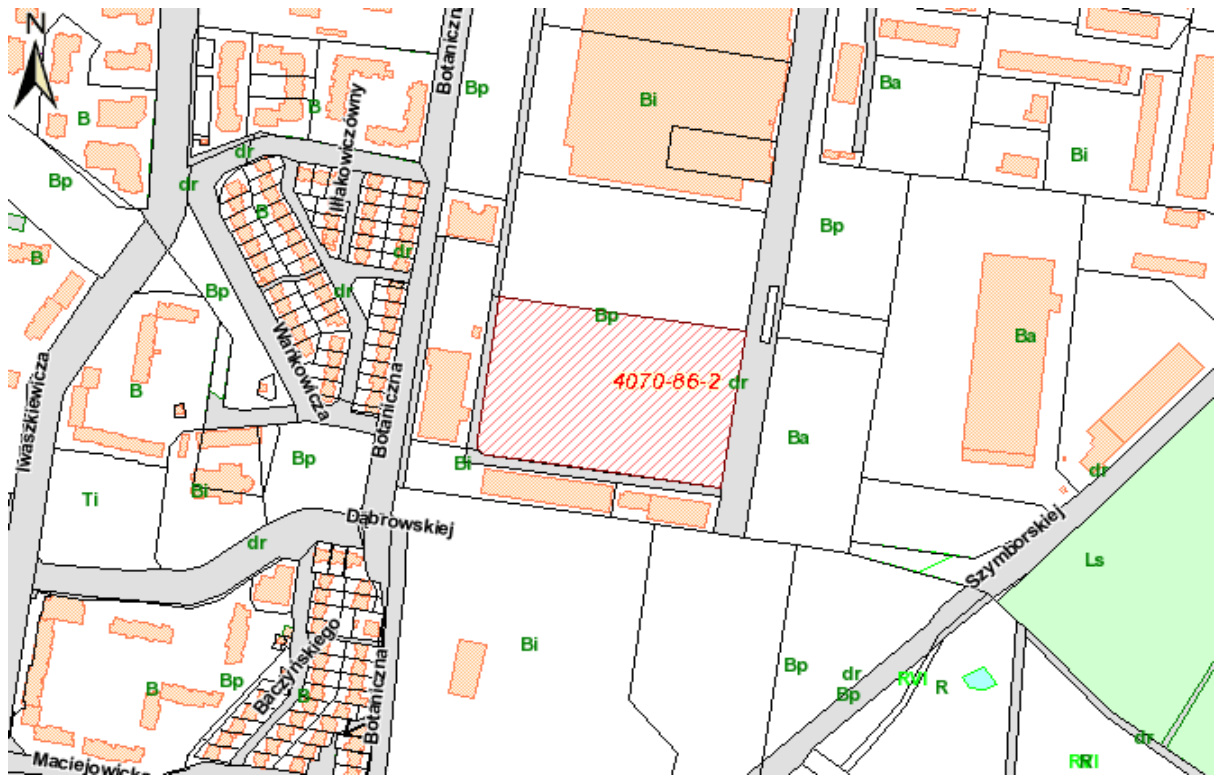 N
Botaniczna
Bp
Ba
Bi
B
B
Iłłakowiczówny
dr
Bi
Bp
dr
B
Bp
dr
B
Bp
dr
Bp
Ba
Wańkowicza
4070-86-2
dr
Iwaszkiewicza
B
Botaniczna
Ba
Bp
Bi
dr
Ti
Bi
Dąbrowskiej
dr
Szymborskiej
Ls
Bi
Baczyńskiego
Bp
dr
RVI
R
Bp
B
Bp
B
Botaniczna
dr
Maciejowicka
RVI
R